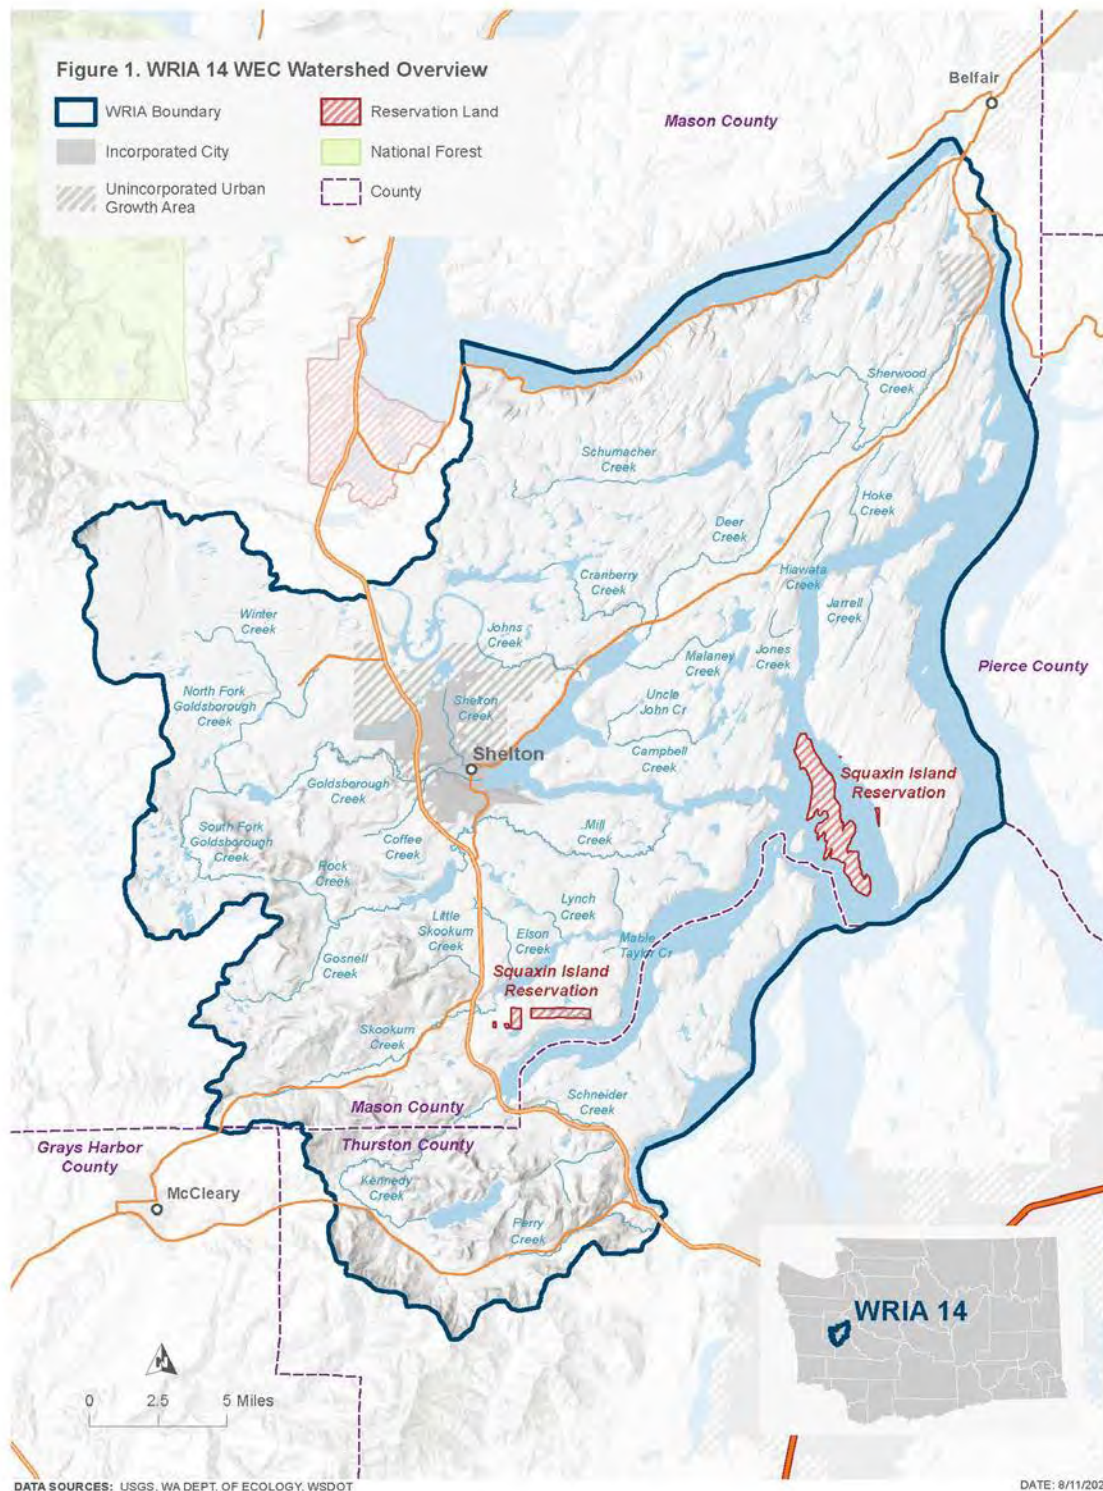 Figure 1. WRIA 14 WEC Watershed Overview
WRIA Boundary
Reservation Land
Incorporated City
National Forest
Unincorporated Urban
Growth Area
County
Belfair
Mason County
Sherwood
Creek
Schumacher
Creek
Hoke
Creek
Deer
Creek
Hiawata
Creek
Cranberry
Creek
Jarrell
Creek
Winter
Creek
Johns
Creek
Malaney
Creek
Jones
Creek
Pierce County
North Fork
Goldsborough
Creek
Shelton
Creek
Uncle
John Cr
Shelton
Campbell
Creek
Squaxin Island
Reservation
Goldsborough
Creek
South Fork
Goldsborough
Creek
Coffee
Creek
Mill
Creek
Rock
Creek
Lynch
Creek
Little
Skookum
Creek
Elson
Creek
Mable
Taylor Cr
Gosnell
Creek
Squaxin Island
Reservation
Skookum
Creek
Schneider
Creek
Mason County
Grays Harbor
County
Thurston County
McCleary
Kennedy
Creek
Perry
Creek
WRIA 14
N
0 2.5 5 Miles
DATA SOURCES: USGS, WA DEPT. OF ECOLOGY, WSDOT
DATE: 8/11/202